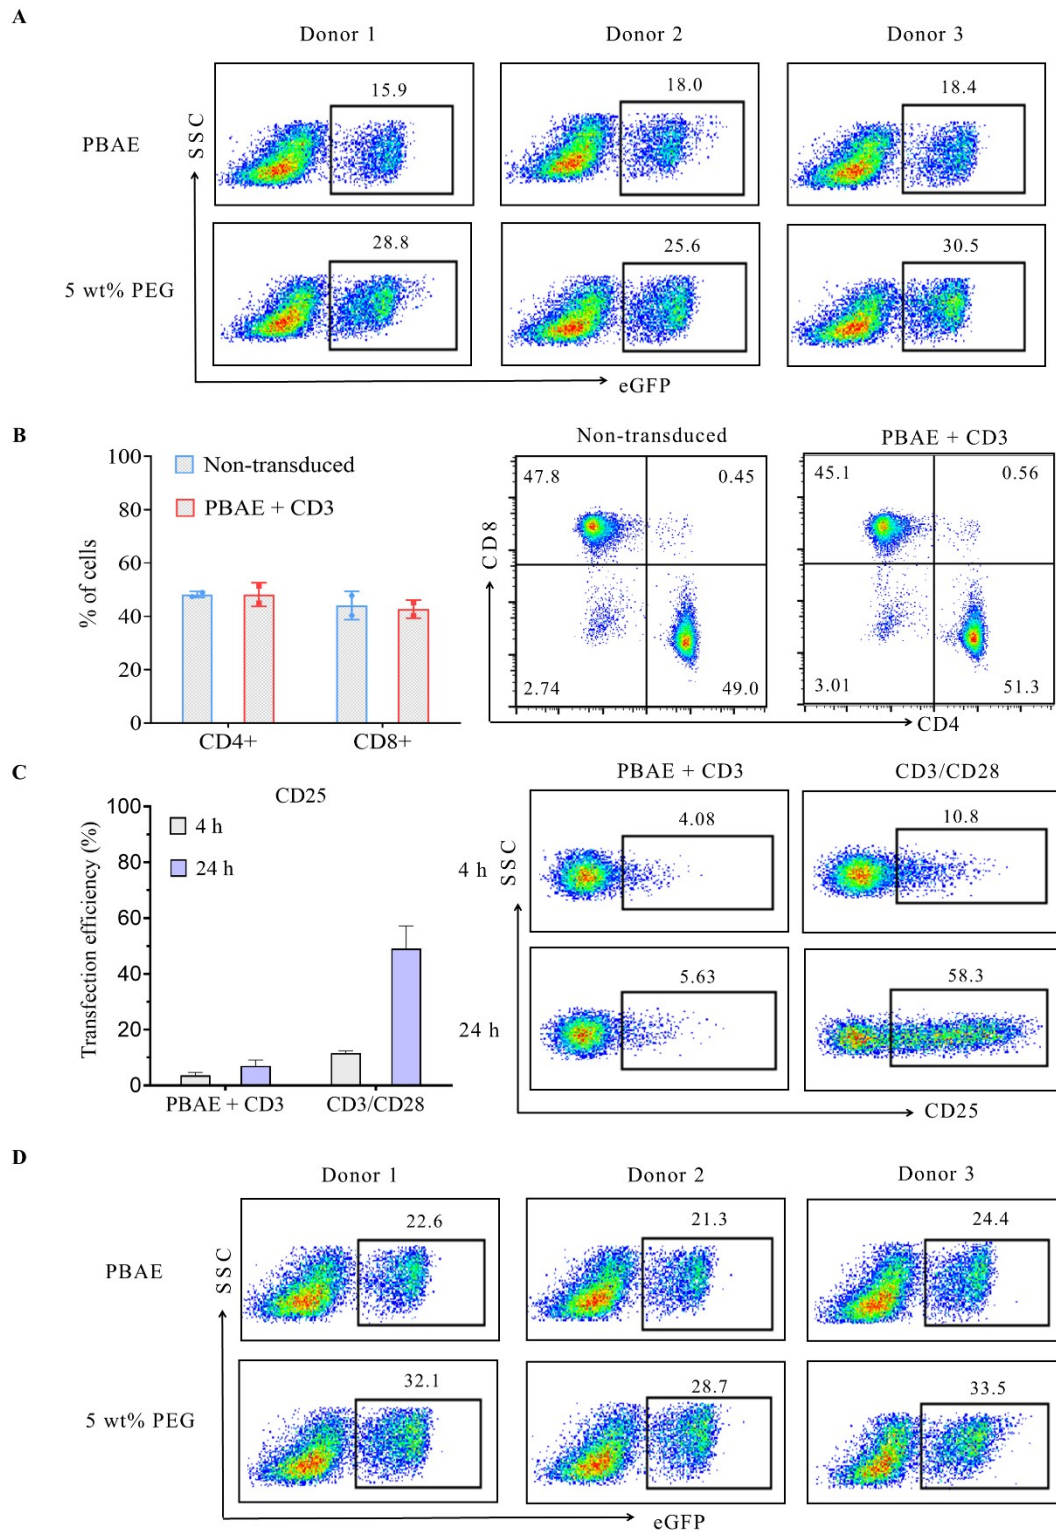 A
Donor 1 Donor 2 Donor 3
PBAE
SSC
15.9 18.0 18.4
5 wt% PEG
28.8 25.6 30.5
eGFP
B
100
80
60
40
20
0
% of cells
Non-transduced
PBAE + CD3
CD4+ CD8+
Non-transduced PBAE + CD3
CD8
47.8 0.45 45.1 0.56
2.74 49.0 3.01 51.3
CD4
C
CD25
100
80
60
40
20
0
Transfection efficiency (%)
4 h
24 h
PBAE + CD3 CD3/CD28
PBAE + CD3 CD3/CD28
4 h
SSC
4.08 10.8
24 h
5.63 58.3
CD25
D
Donor 1 Donor 2 Donor 3
PBAE
SSC
22.6 21.3 24.4
5 wt% PEG
32.1 28.7 33.5
eGFP